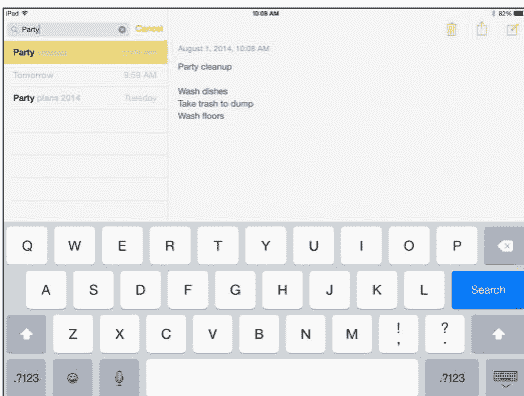 iPad
10:08 AM
82%
Party
Cancel
Party
Tomorrow 8:59 AM
Party plans 2014 Tuesday
August 1, 2014, 10:08 AM
Party cleanup
Wash dishes
Take trash to dump
Wash floors
Q W E R T Y U I O P
A S D F G H J K L Search
Z X C V B N M ! , ? .
.?123 .?123